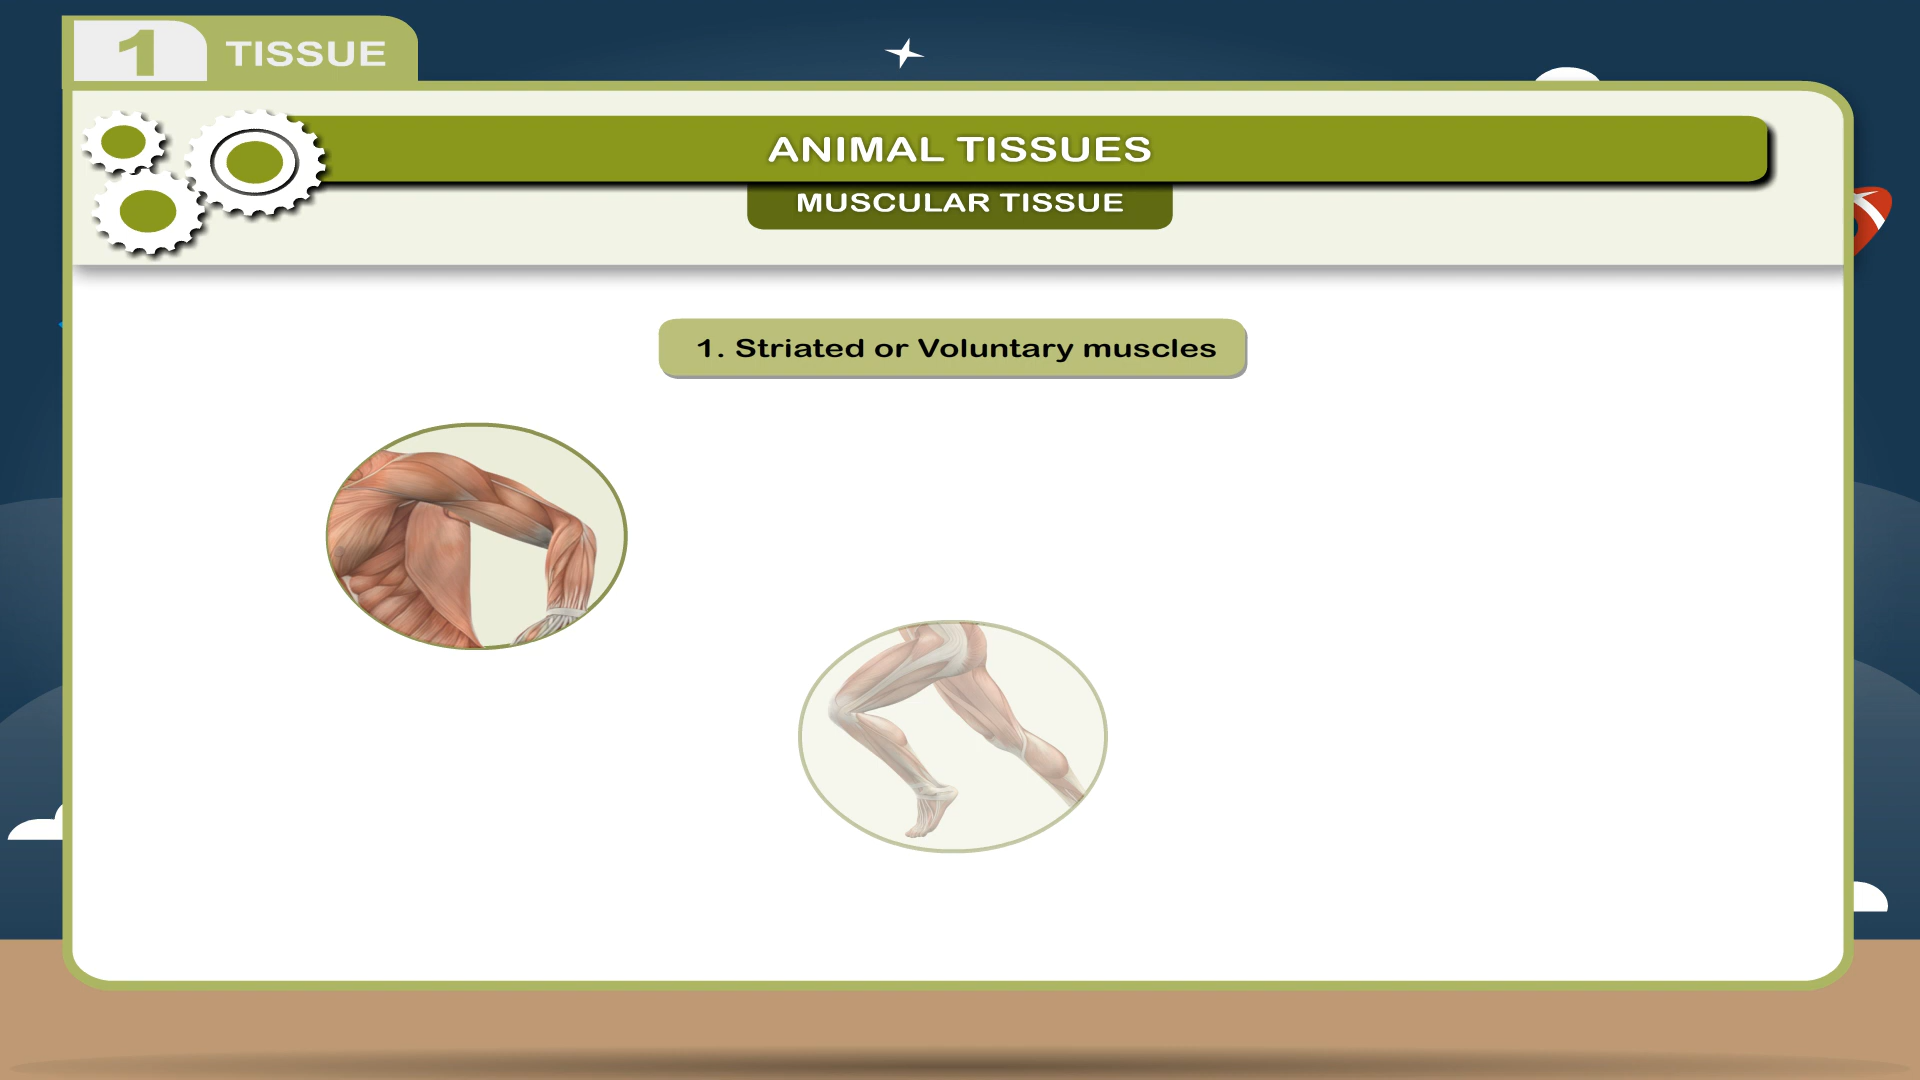 1 TISSUE
ANIMAL TISSUES
MUSCULAR TISSUE
1. Striated or Voluntary muscles